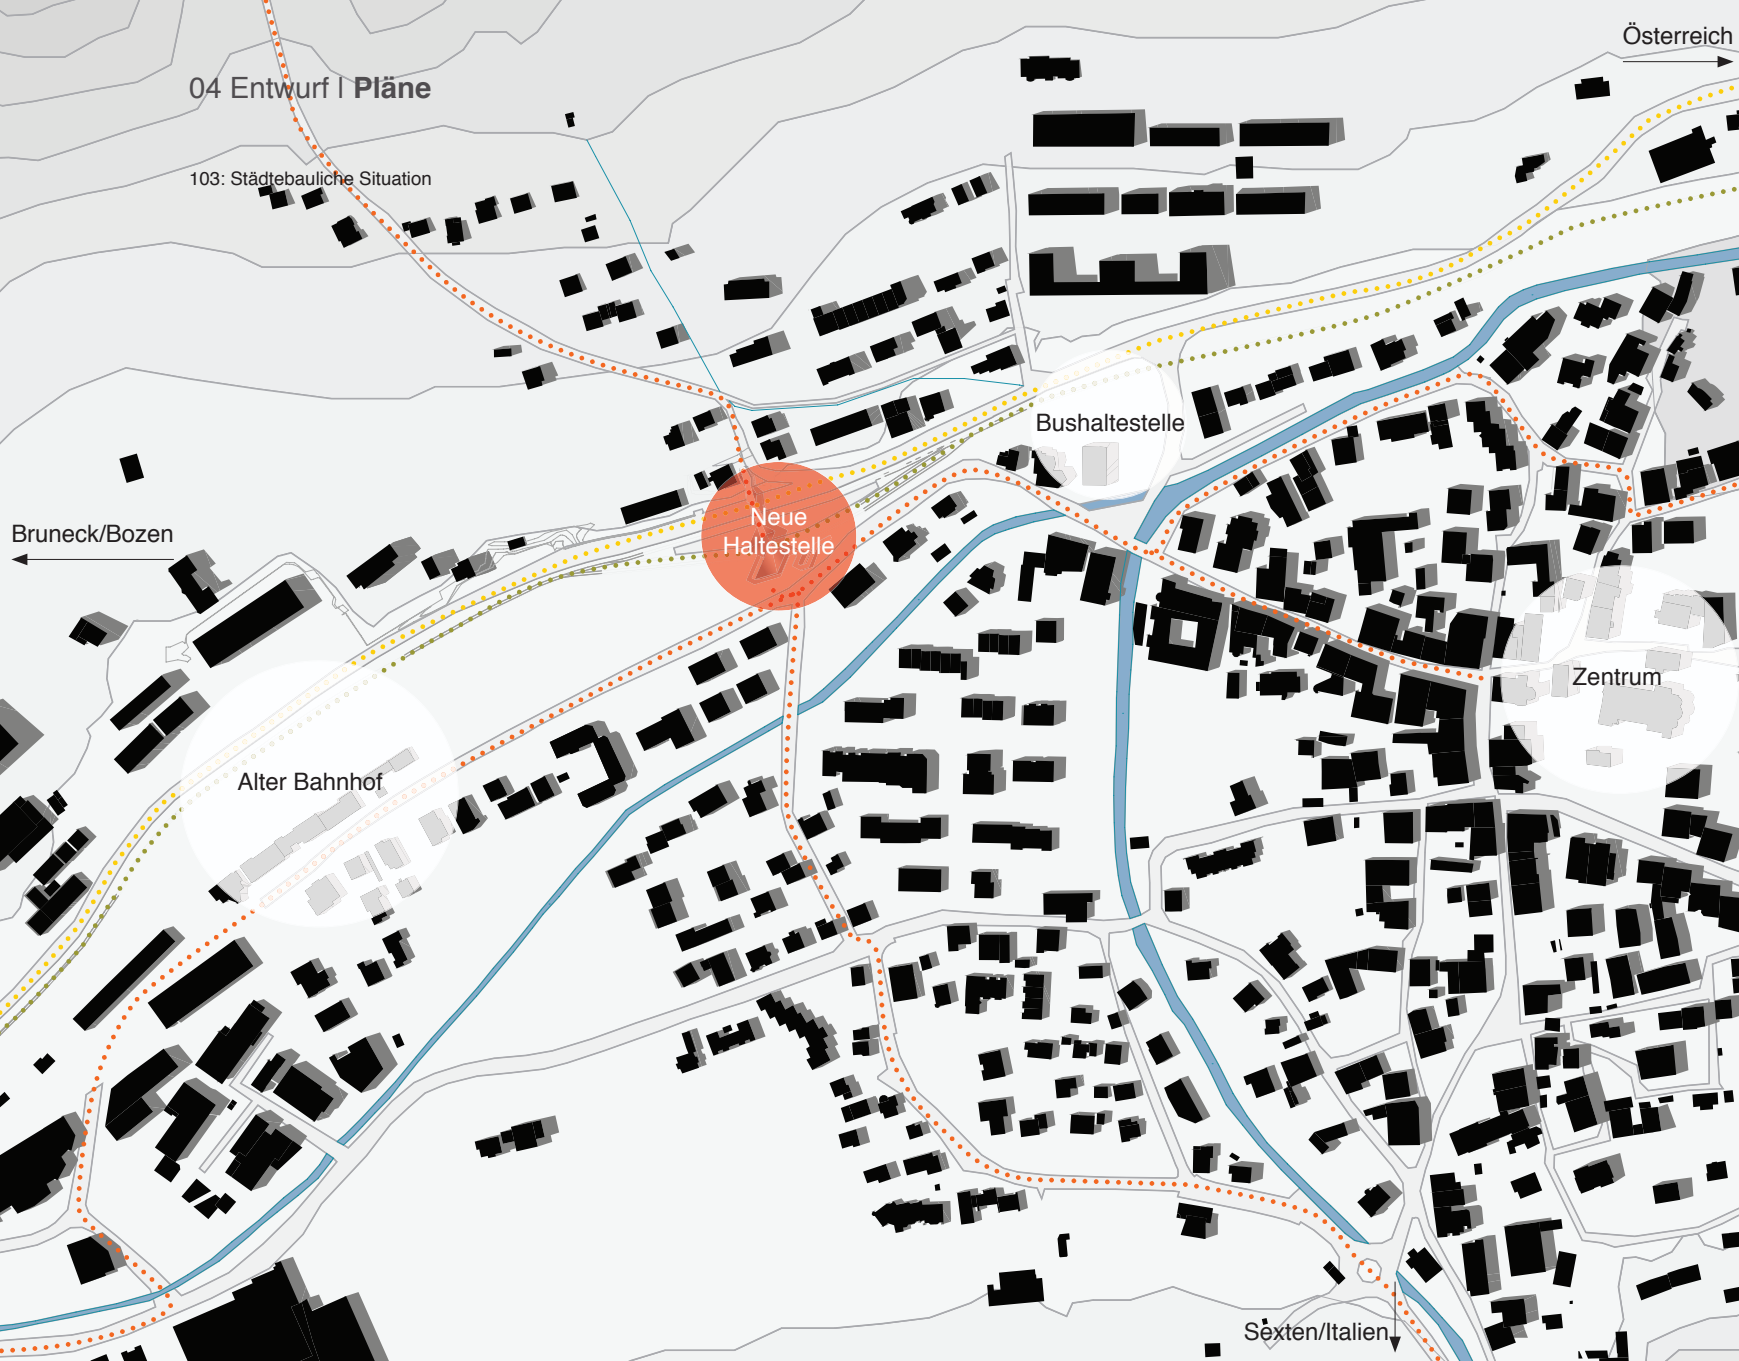 Österreich
04 Entwurf I Pläne
103: Städtebauliche Situation
Bushaltestelle
Bruneck/Bozen
Neue
Haltestelle
Zentrum
Alter Bahnhof
Sexten/Italien